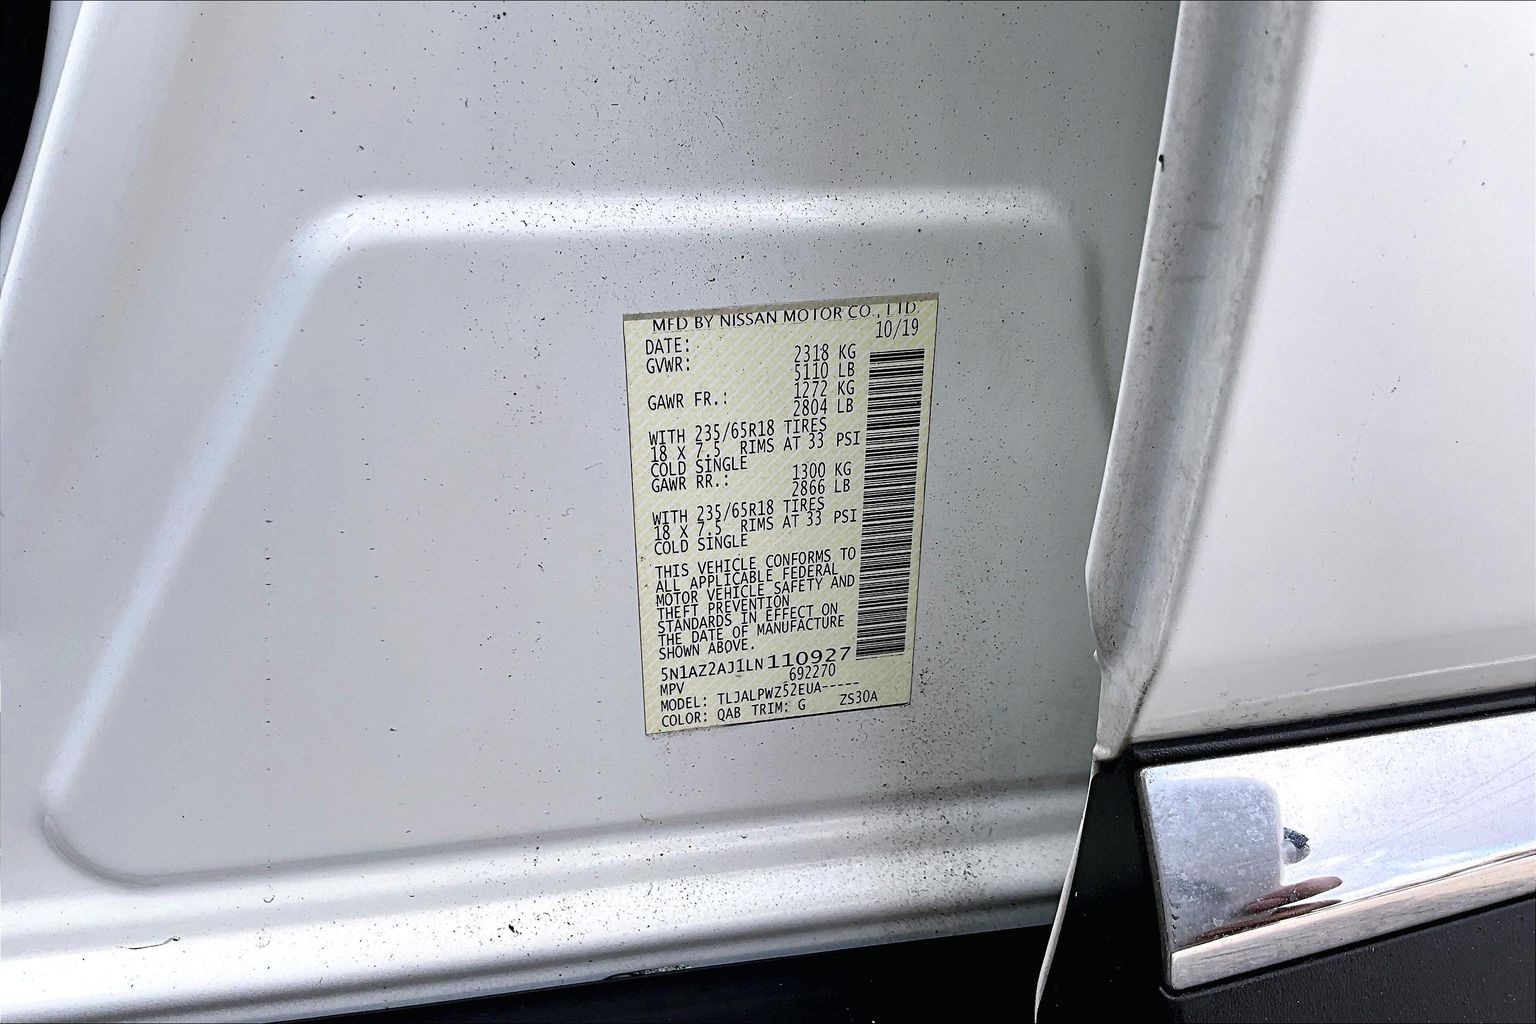 MFD BY NISSAN MOTOR CO., LTD.
10/19
DATE:
GVWR: 2318 KG
5110 LB
GAWR FR.: 1272 KG
2804 LB
WITH 235/65R18 TIRES
18 X 7.5 RIMS AT 33 PSI
COLD SINGLE
GAWR RR.: 1300 KG
2866 LB
WITH 235/65R18 TIRES
18 X 7.5 RIMS AT 33 PSI
COLD SINGLE
THIS VEHICLE CONFORMS TO
ALL APPLICABLE FEDERAL
MOTOR VEHICLE SAFETY AND
THEFT PREVENTION
STANDARDS IN EFFECT ON
THE DATE OF MANUFACTURE
SHOWN ABOVE.
5N1AZ2AJ1LN110927
MPV 692270
MODEL: TLJALPWZ52EUA-----
COLOR: QAB TRIM: G ZS30A